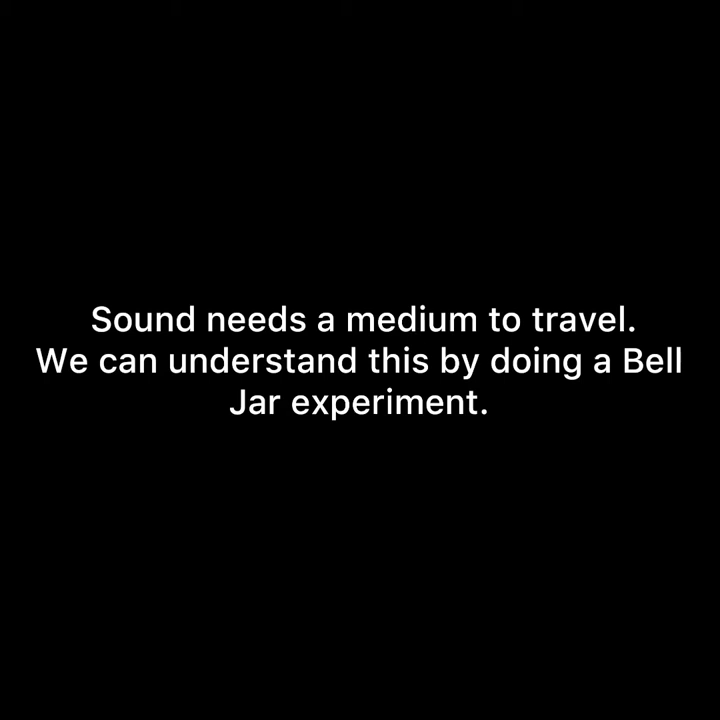 Sound needs a medium to travel.
We can understand this by doing a Bell
Jar experiment.